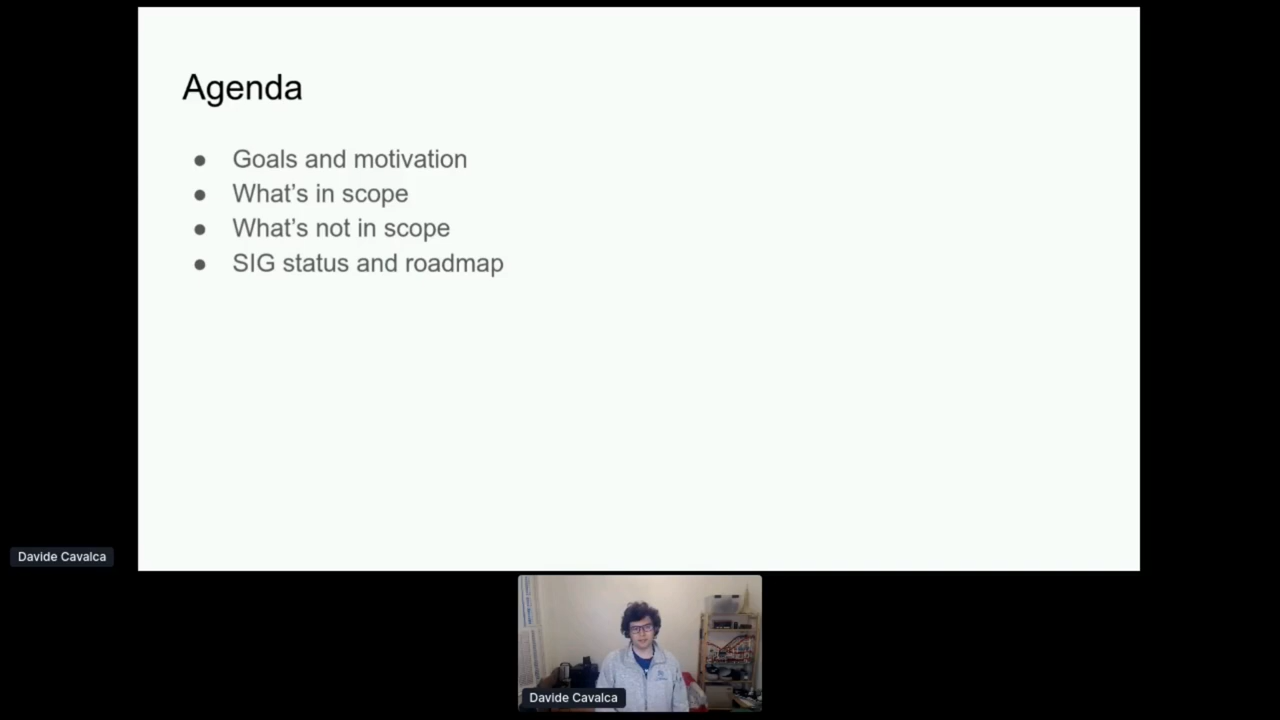 Agenda
● Goals and motivation
● What’s in scope
● What’s not in scope
● SIG status and roadmap
Davide Cavalca
Davide Cavalca